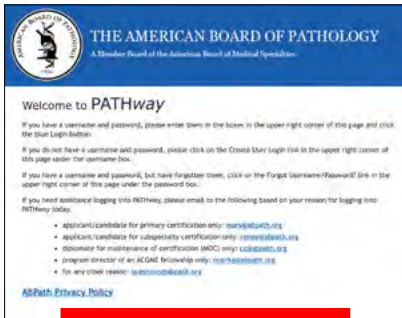 THE AMERICAN BOARD OF PATHOLOGY
A Member Board of the American Board of Medical Specialties
Welcome to PATHway
If you have a username and password, please enter them in the boxes in the upper right corner of this page and click
the blue Login button.
If you do not have a username and password, please click on the Create User Login link in the upper right corner of
this page under the username box.
If you have a username and password, but have forgotten them, click on the Forgot Username/Password? link in the
upper right corner of this page under the password box.
If you need assistance logging into PATHway, please email to the following based on your reason for logging into
PATHway today.
applicant/candidate for primary certification only:
applicant/candidate for subspecialty certification only:
diplomate for maintenance of certification (MOC) only:
program director of an ACGME fellowship only:
for any other reason: questions@abpath.org
ABPath Privacy Policy